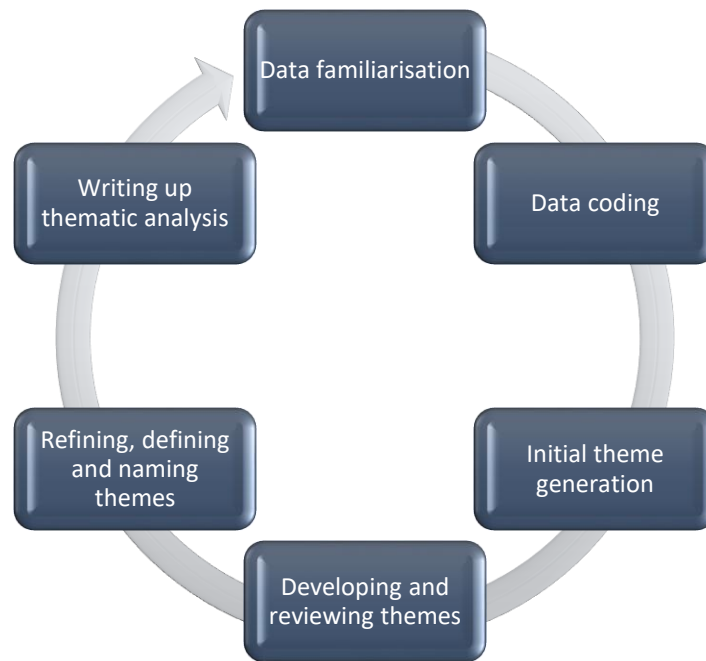 Data familiarisation
Data coding
Initial theme
generation
Developing and
reviewing themes
Refining, defining
and naming
themes
Writing up
thematic analysis